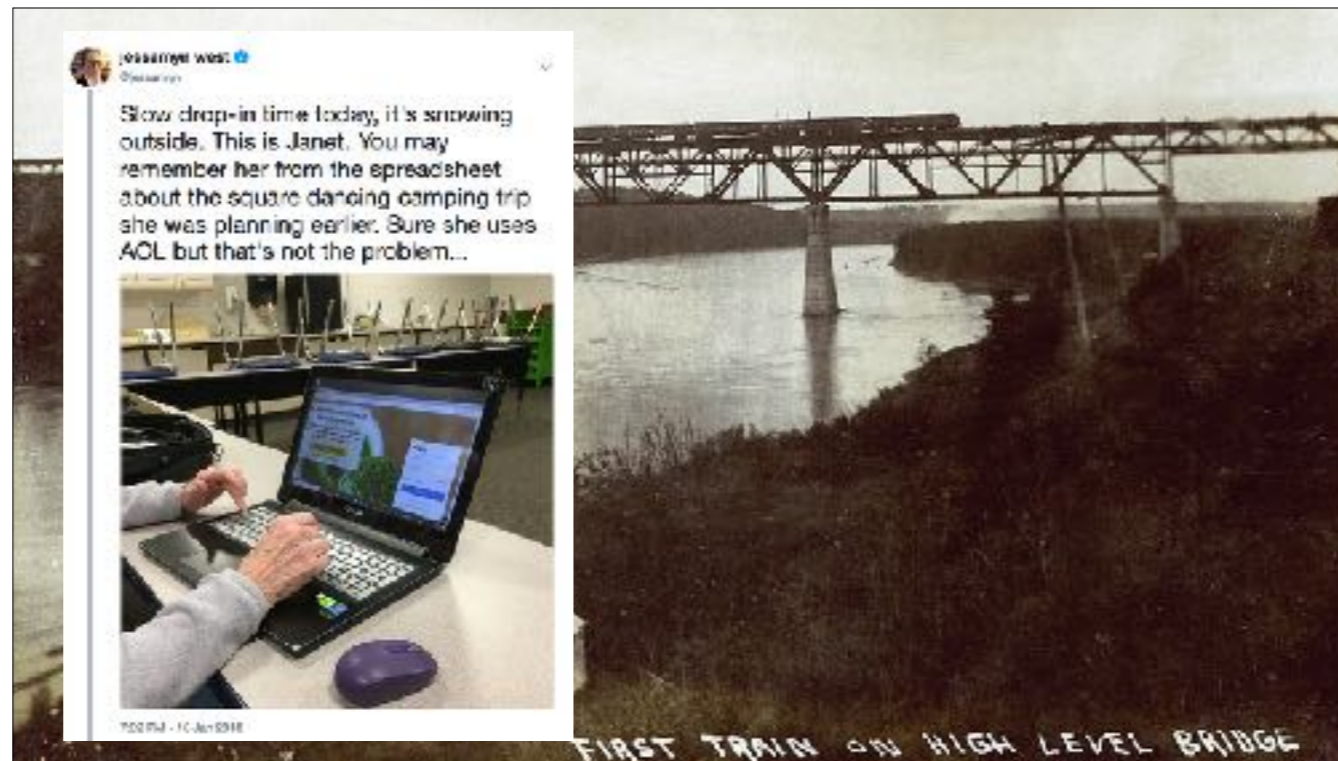 jessamyn west
@jessamyn
Slow drop-in time today, it's snowing
outside. This is Janet. You may
remember her from the spreadsheet
about the square dancing camping trip
she was planning earlier. Sure she uses
AOL but that's not the problem...
FIRST TRAIN ON HIGH LEVEL BRIDGE